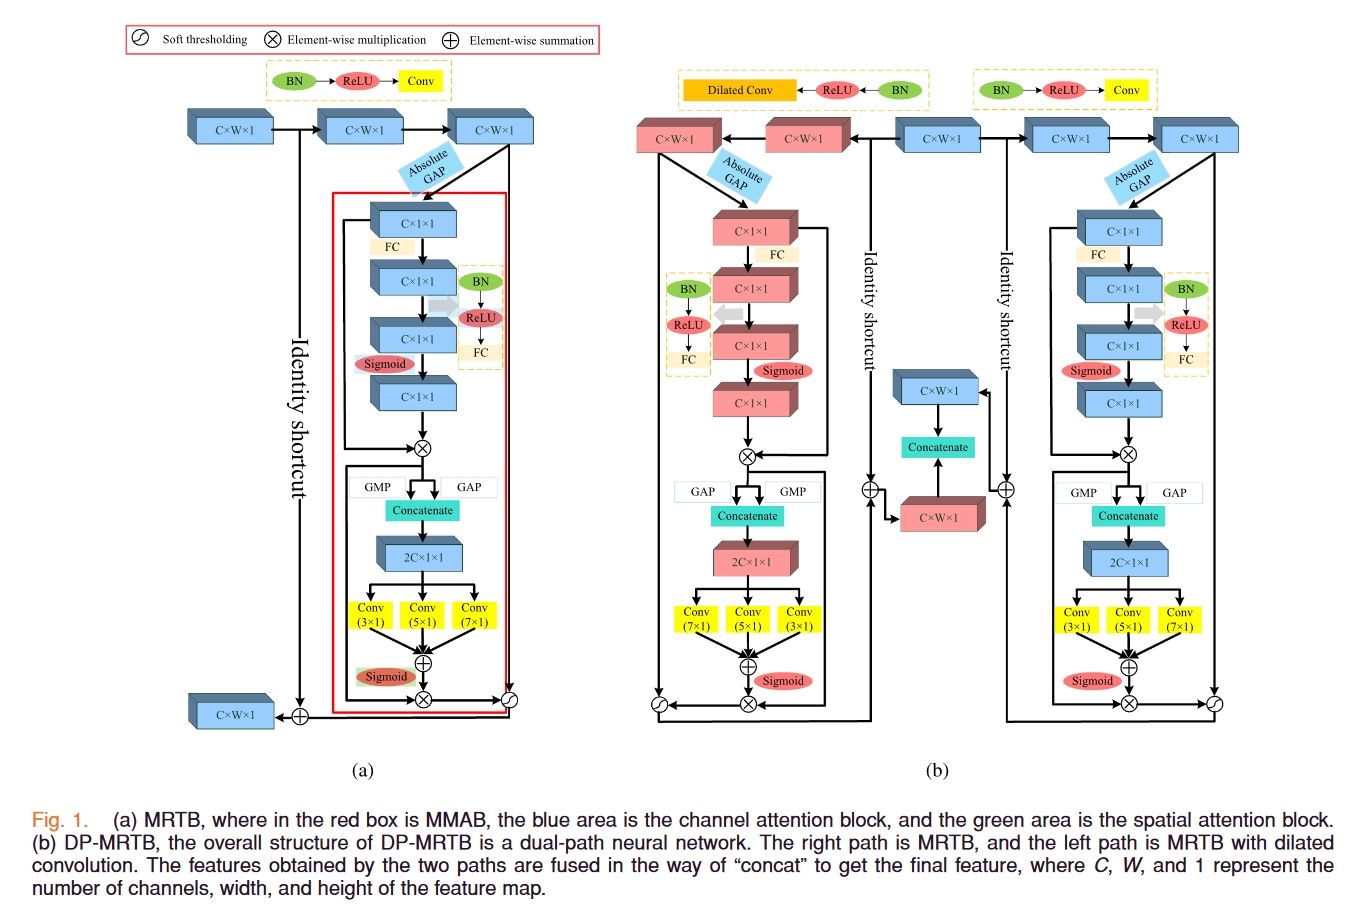 Soft thresholding
Element-wise multiplication
Element-wise summation
BN
ReLU
Conv
C×W×1
C×W×1
C×W×1
Absolute
GAP
C×1×1
FC
C×1×1
BN
ReLU
FC
C×1×1
Sigmoid
C×1×1
Identity shortcut
GMP
GAP
Concatenate
2C×1×1
Conv
(3×1)
Conv
(5×1)
Conv
(7×1)
Sigmoid
C×W×1
(a)
Dilated Conv
ReLU
BN
BN
ReLU
Conv
C×W×1
C×W×1
C×W×1
C×W×1
C×W×1
Absolute
GAP
C×1×1
FC
C×1×1
BN
ReLU
FC
C×1×1
Sigmoid
C×1×1
GAP
GMP
Concatenate
2C×1×1
Conv
(7×1)
Conv
(5×1)
Conv
(3×1)
Sigmoid
Identity shortcut
Identity shortcut
C×W×1
Concatenate
C×W×1
Absolute
GAP
C×1×1
FC
C×1×1
BN
ReLU
FC
C×1×1
Sigmoid
C×1×1
GMP
GAP
Concatenate
2C×1×1
Conv
(3×1)
Conv
(5×1)
Conv
(7×1)
Sigmoid
(b)
Fig. 1. (a) MRTB, where in the red box is MMAB, the blue area is the channel attention block, and the green area is the spatial attention block.
(b) DP-MRTB, the overall structure of DP-MRTB is a dual-path neural network. The right path is MRTB, and the left path is MRTB with dilated
convolution. The features obtained by the two paths are fused in the way of “concat” to get the final feature, where C, W, and 1 represent the
number of channels, width, and height of the feature map.